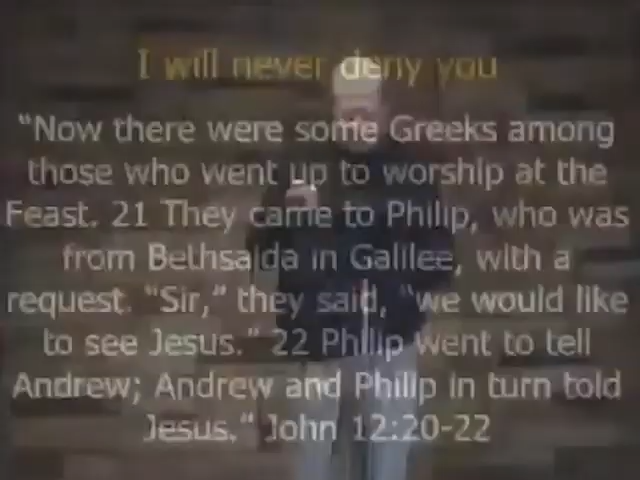 I will never deny you
“Now there were some Greeks among
those who went up to worship at the
Feast. 21 They came to Philip, who was
from Bethsaida in Galilee, with a
request. “Sir,” they said, “we would like
to see Jesus.” 22 Philip went to tell
Andrew; Andrew and Philip in turn told
Jesus.” John 12:20-22